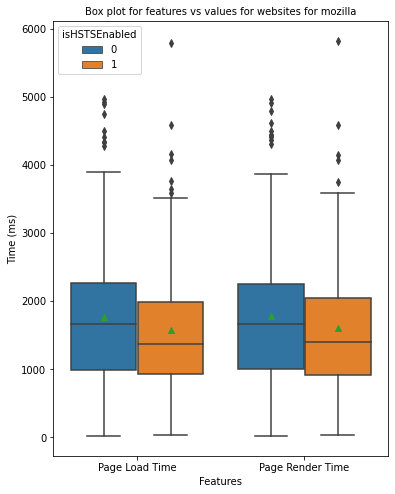 Box plot for features vs values for websites for mozilla
isHSTSEnabled
0
1
6000
5000
4000
3000
2000
1000
0
Time (ms)
Page Load Time
Page Render Time
Features